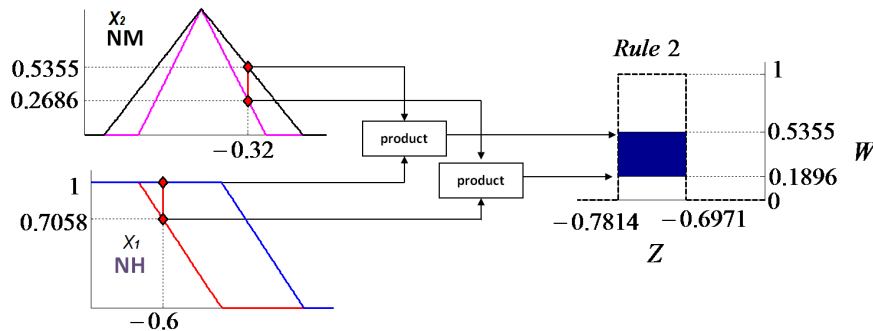 X2
NM
0.5355
0.2686
−0.32
product
product
1
0.7058
X1
NH
−0.6
Rule 2
1
0.5355
W
0.1896
0
−0.7814
−0.6971
Z